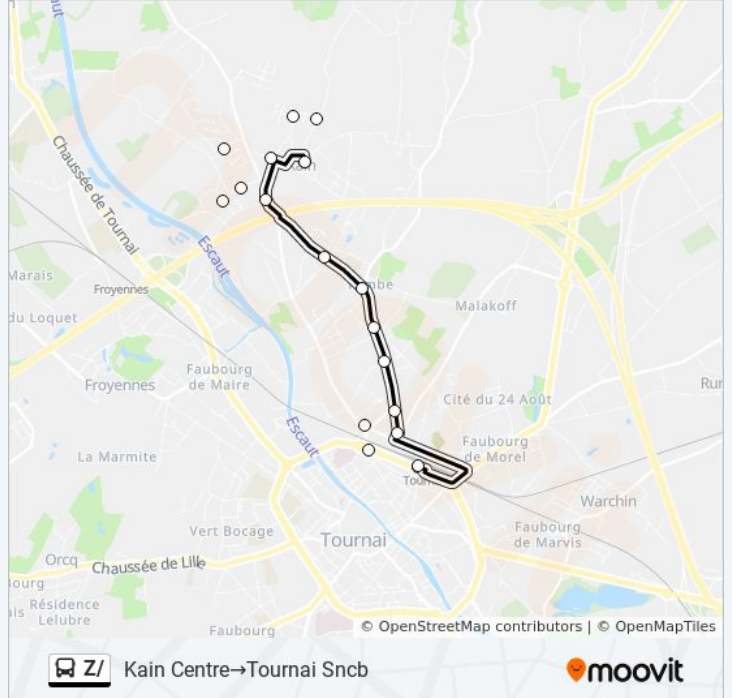 aut
Chaussée de Tournai
Escaut
Marais
Froyennes
Malakoff
du Loquet
Faubourg
de Maire
Froyennes
Cité du 24 Août
Escaut
Faubourg
de Morel
La Marmite
Warchin
Vert Bocage
Faubourg
de Marvis
Tournai
Orcq
Chaussée de Lille
Résidence
Lelubre
Faubourg
© OpenStreetMap contributors | © OpenMapTiles
Z/ Kain Centre→Tournai Sncb
moovit